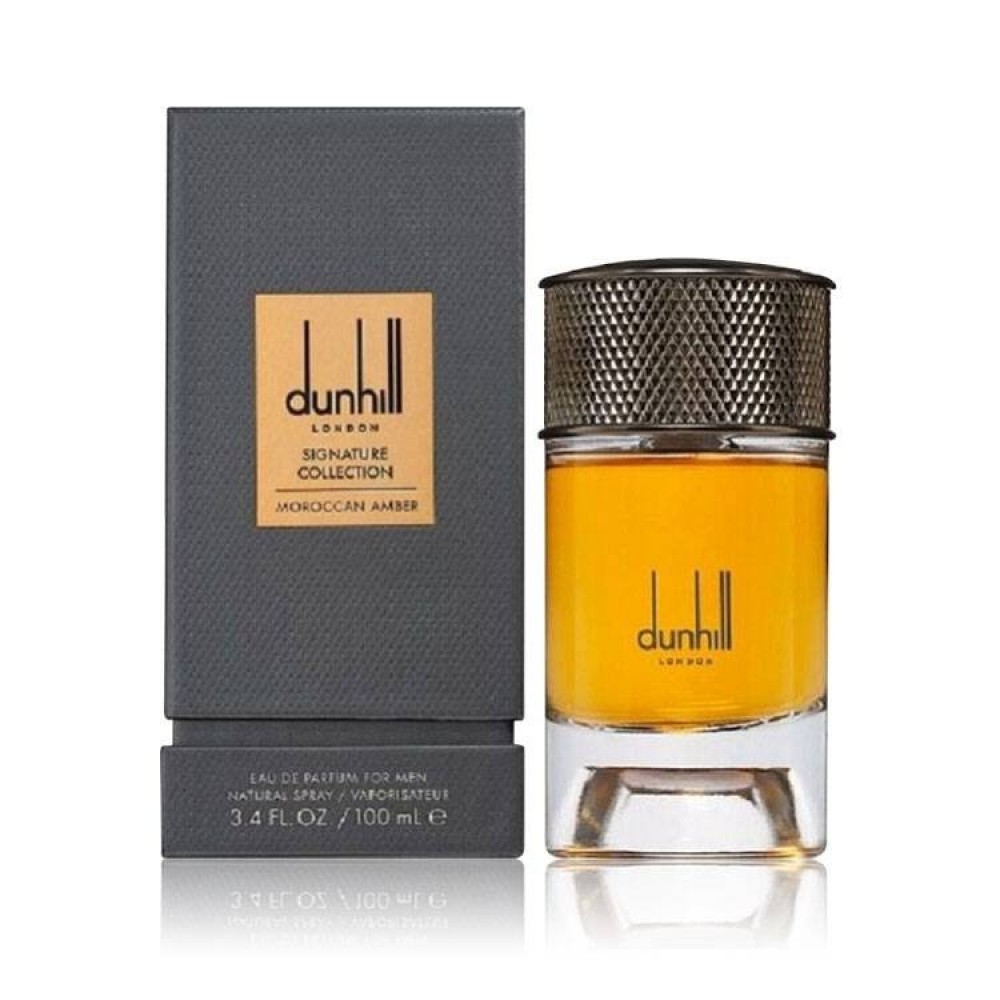 dunhill
LONDON
SIGNATURE
COLLECTION
MOROCCAN AMBER
EAU DE PARFUM FOR MEN
NATURAL SPRAY / VAPORISATEUR
3.4 FL.OZ / 100 mL ℮
dunhill
LONDON